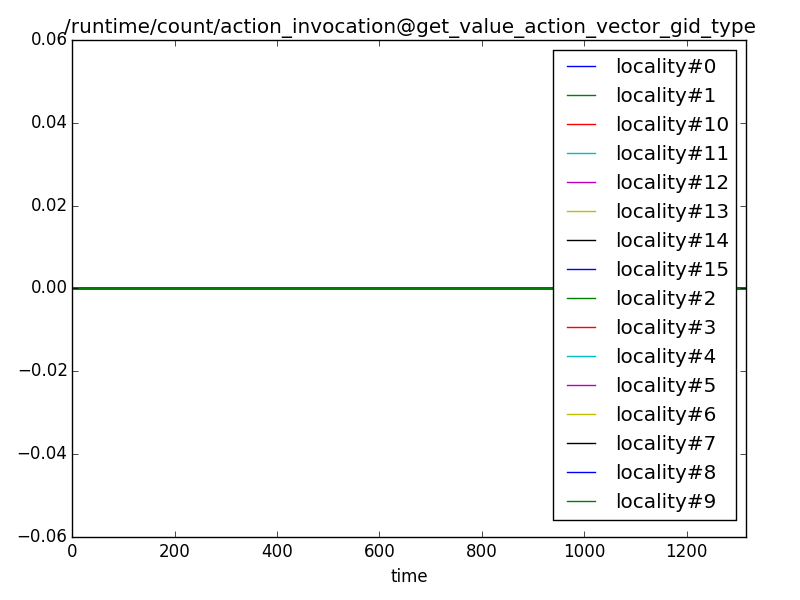 /runtime/count/action_invocation@get_value_action_vector_gid_type
0.06
0.04
0.02
0.00
−0.02
−0.04
−0.06
locality#0
locality#1
locality#10
locality#11
locality#12
locality#13
locality#14
locality#15
locality#2
locality#3
locality#4
locality#5
locality#6
locality#7
locality#8
locality#9
0 200 400 600 800 1000 1200
time